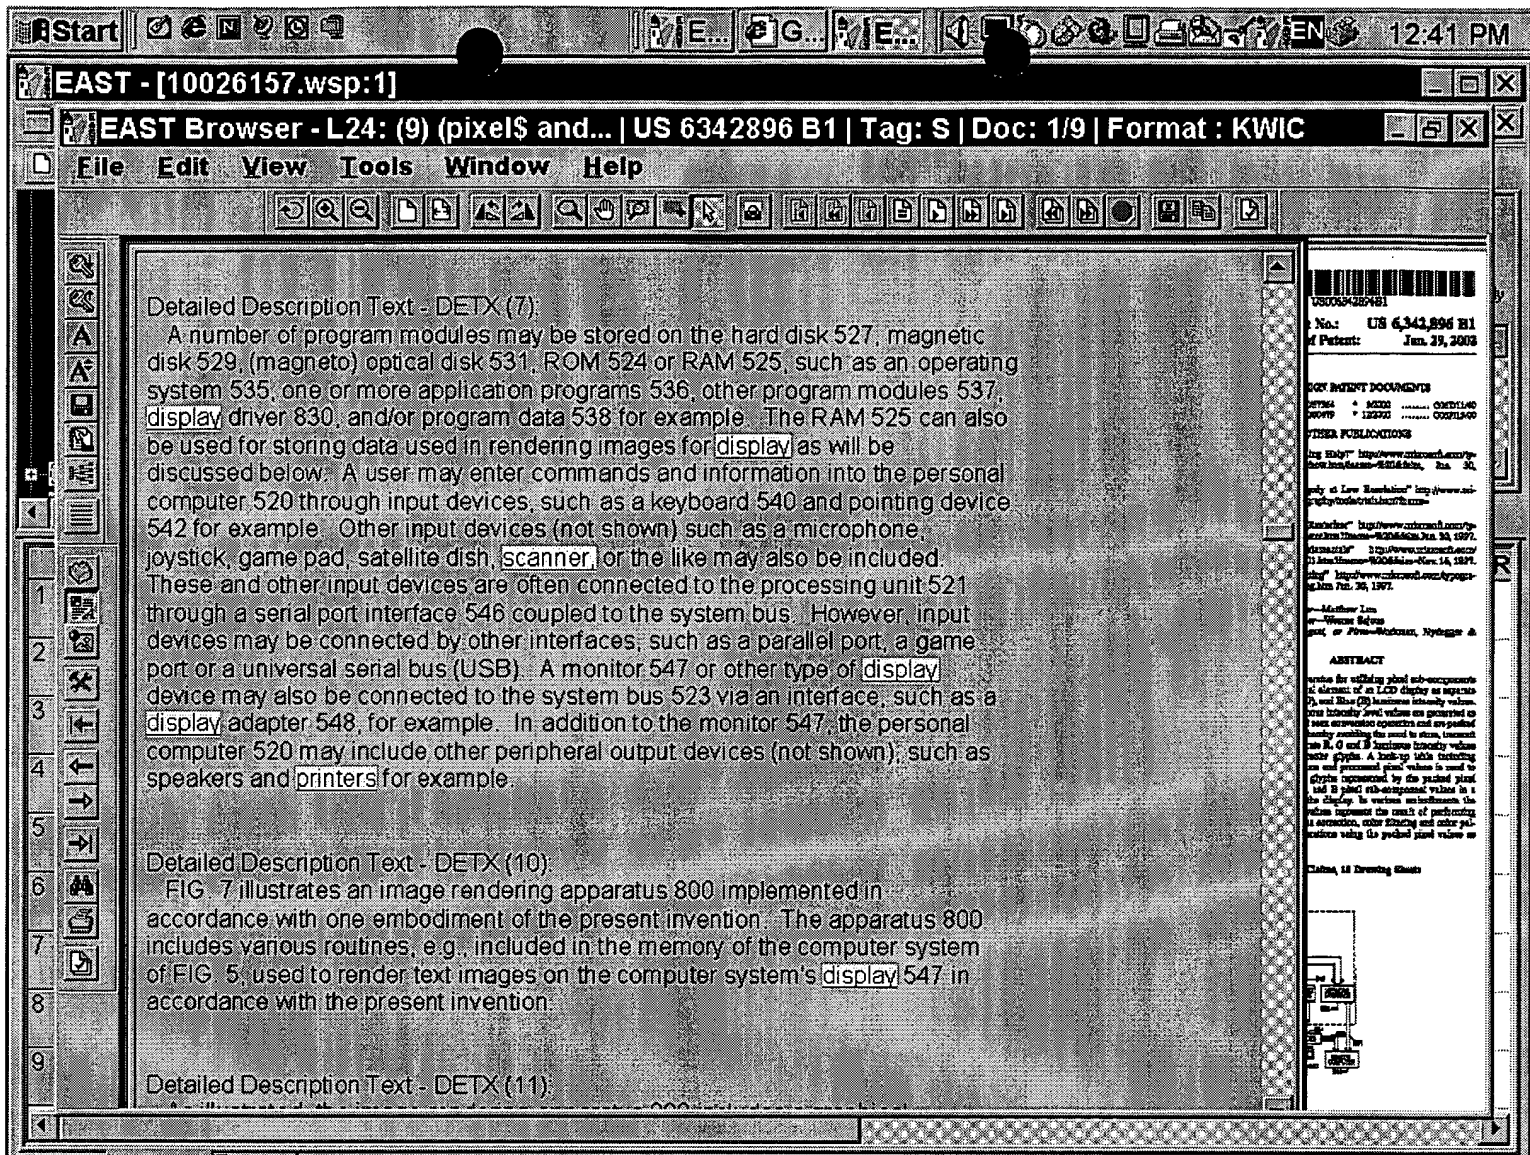 Start
E...
G...
E...
EN
12:41 PM
EAST - [10026157.wsp:1]
EAST Browser - L24: (9) (pixel$ and... | US 6342896 B1 | Tag: S | Doc: 1/9 | Format : KWIC
File Edit View Tools Window Help
Detailed Description Text - DETX (7):
A number of program modules may be stored on the hard disk 527, magnetic
disk 529, (magneto) optical disk 531, ROM 524 or RAM 525, such as an operating
system 535, one or more application programs 536, other program modules 537,
display driver 830, and/or program data 538 for example. The RAM 525 can also
be used for storing data used in rendering images for display as will be
discussed below. A user may enter commands and information into the personal
computer 520 through input devices, such as a keyboard 540 and pointing device
542 for example. Other input devices (not shown) such as a microphone,
joystick, game pad, satellite dish, scanner, or the like may also be included.
These and other input devices are often connected to the processing unit 521
through a serial port interface 546 coupled to the system bus. However, input
devices may be connected by other interfaces, such as a parallel port, a game
port or a universal serial bus (USB). A monitor 547 or other type of display
device may also be connected to the system bus 523 via an interface, such as a
display adapter 548, for example. In addition to the monitor 547, the personal
computer 520 may include other peripheral output devices (not shown), such as
speakers and printers for example.
Detailed Description Text - DETX (10):
FIG. 7 illustrates an image rendering apparatus 800 implemented in
accordance with one embodiment of the present invention. The apparatus 800
includes various routines, e.g., included in the memory of the computer system
of FIG. 5, used to render text images on the computer system's display 547 in
accordance with the present invention.
Detailed Description Text - DETX (11):
1
2
3
4
5
6
7
8
9
No.: US 6,342,896 B1
of Patent: Jan. 29, 2002
PATENT DOCUMENTS
PUBLICATIONS
ABSTRACT
Claims, 18 Drawing Sheets
R